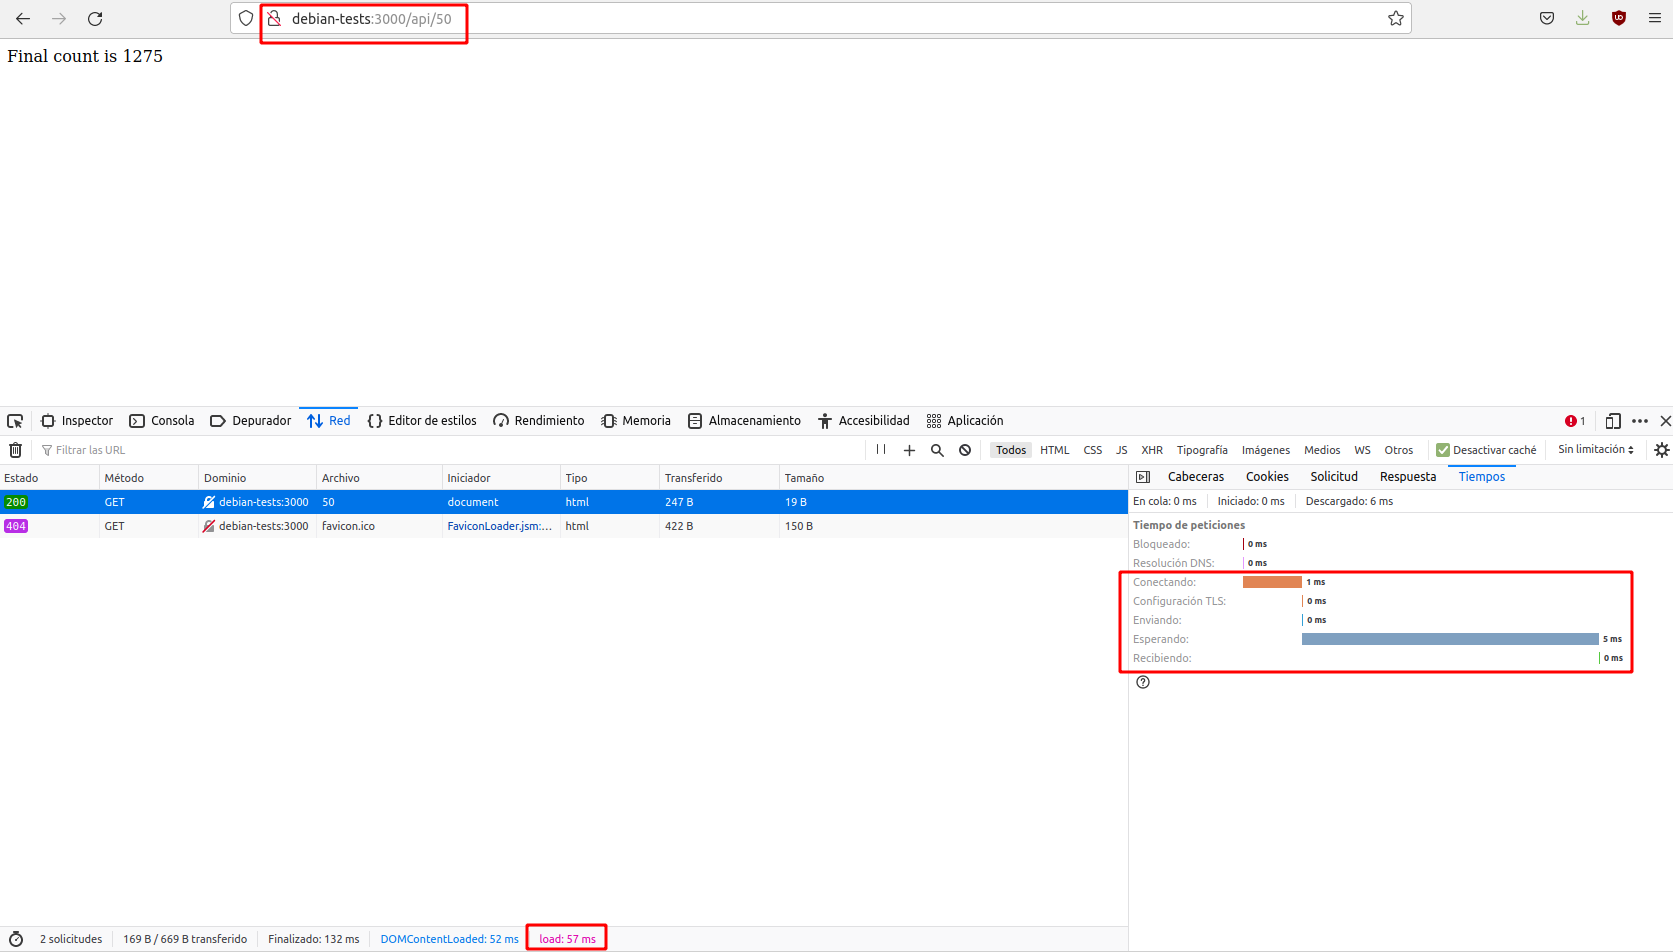 debian-tests:3000/api/50
Final count is 1275
Inspector Consola Depurador Red Editor de estilos Rendimiento Memoria Almacenamiento Accesibilidad Aplicación 1
Filtrar las URL Todos HTML CSS JS XHR Tipografía Imágenes Medios WS Otros Desactivar caché Sin limitación
Estado Método Dominio Archivo Iniciador Tipo Transferido Tamaño
200 GET debian-tests:3000 50 document html 247 B 19 B
404 GET debian-tests:3000 favicon.ico FaviconLoader.jsm:... html 422 B 150 B
Cabeceras Cookies Solicitud Respuesta Tiempos
En cola: 0 ms Iniciado: 0 ms Descargado: 6 ms
Tiempo de peticiones
Bloqueado: 0 ms
Resolución DNS: 0 ms
Conectando: 1 ms
Configuración TLS: 0 ms
Enviando: 0 ms
Esperando: 5 ms
Recibiendo: 0 ms
2 solicitudes 169 B / 669 B transferido Finalizado: 132 ms DOMContentLoaded: 52 ms load: 57 ms